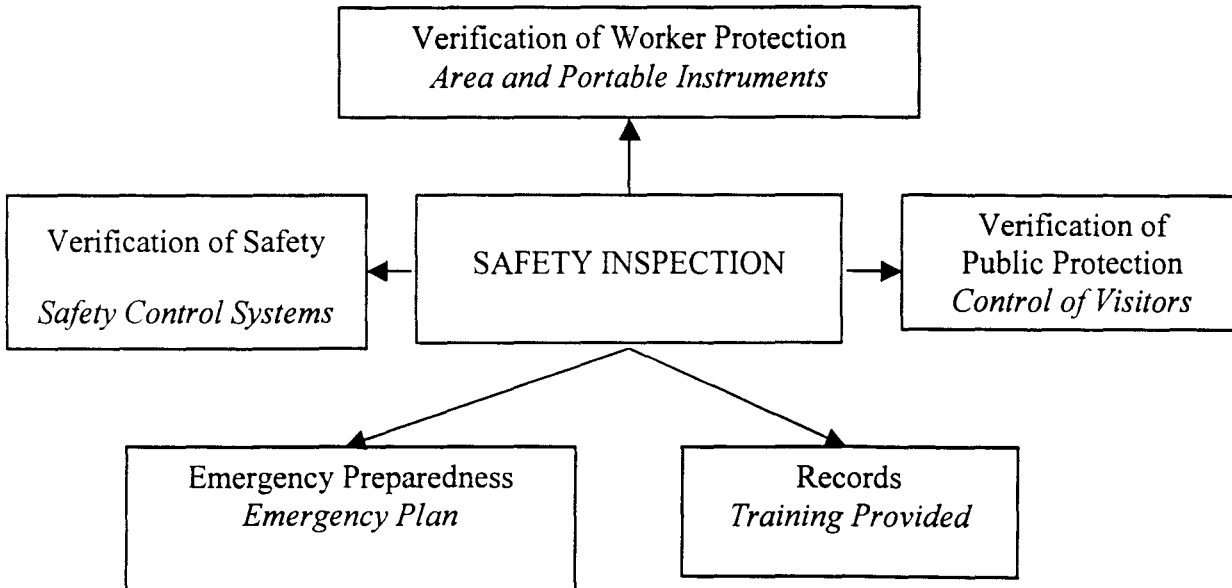 Verification of Worker Protection
Area and Portable Instruments
Verification of Safety
Safety Control Systems
SAFETY INSPECTION
Verification of
Public Protection
Control of Visitors
Emergency Preparedness
Emergency Plan
Records
Training Provided